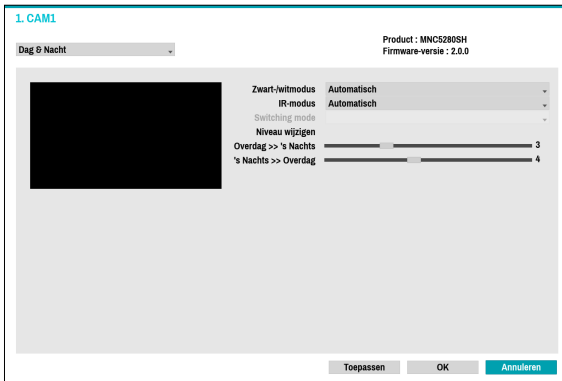 1. CAM1
Dag & Nacht
Product : MNC5280SH
Firmware-versie : 2.0.0
Zwart-/witmodus Automatisch
IR-modus Automatisch
Switching mode
Niveau wijzigen
Overdag >> 's Nachts 3
's Nachts >> Overdag 4
Toepassen OK Annuleren